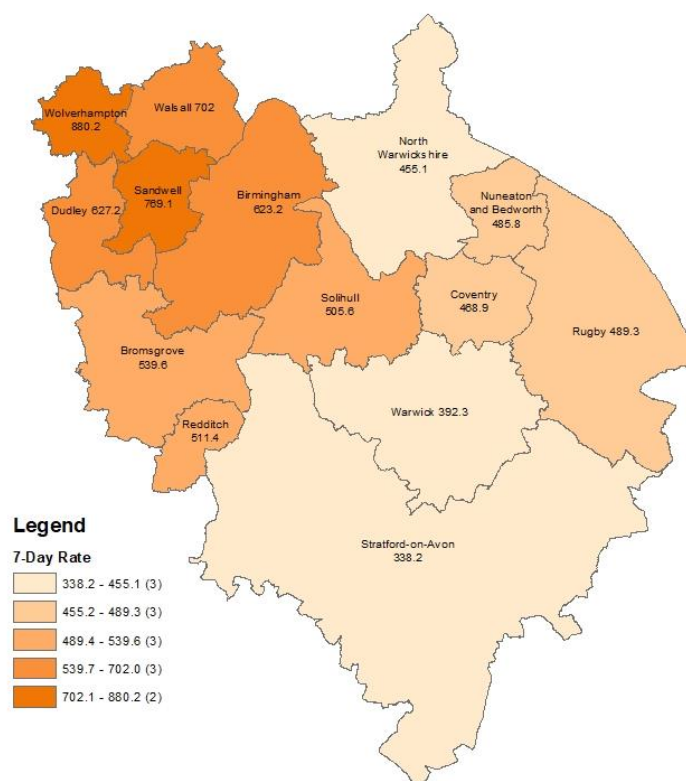 Wolverhampton
880.2
Walsall 702
North
Warwickshire
455.1
Sandwell
769.1
Birmingham
623.2
Dudley 627.2
Nuneaton
and Bedworth
485.8
Solihull
505.6
Coventry
468.9
Rugby 489.3
Bromsgrove
539.6
Warwick 392.3
Redditch
511.4
Stratford-on-Avon
338.2
Legend
7-Day Rate
338.2 - 455.1 (3)
455.2 - 489.3 (3)
489.4 - 539.6 (3)
539.7 - 702.0 (3)
702.1 - 880.2 (2)